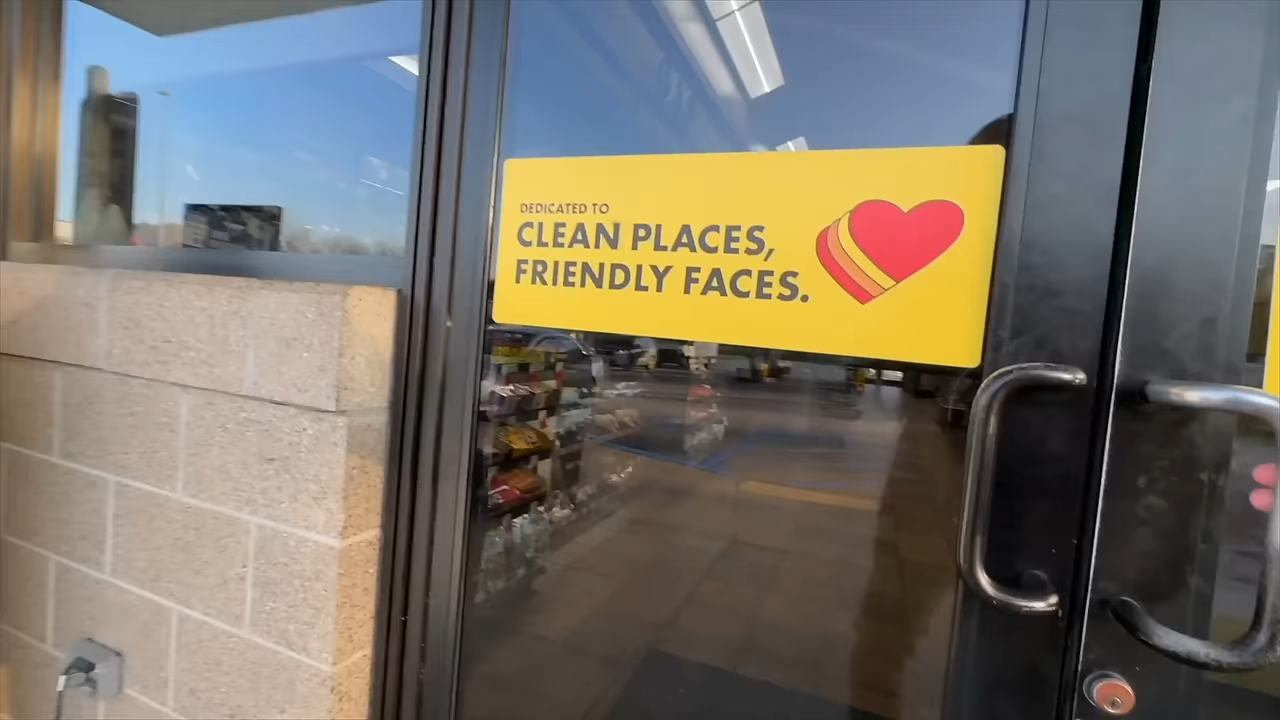 DEDICATED TO
CLEAN PLACES,
FRIENDLY FACES.